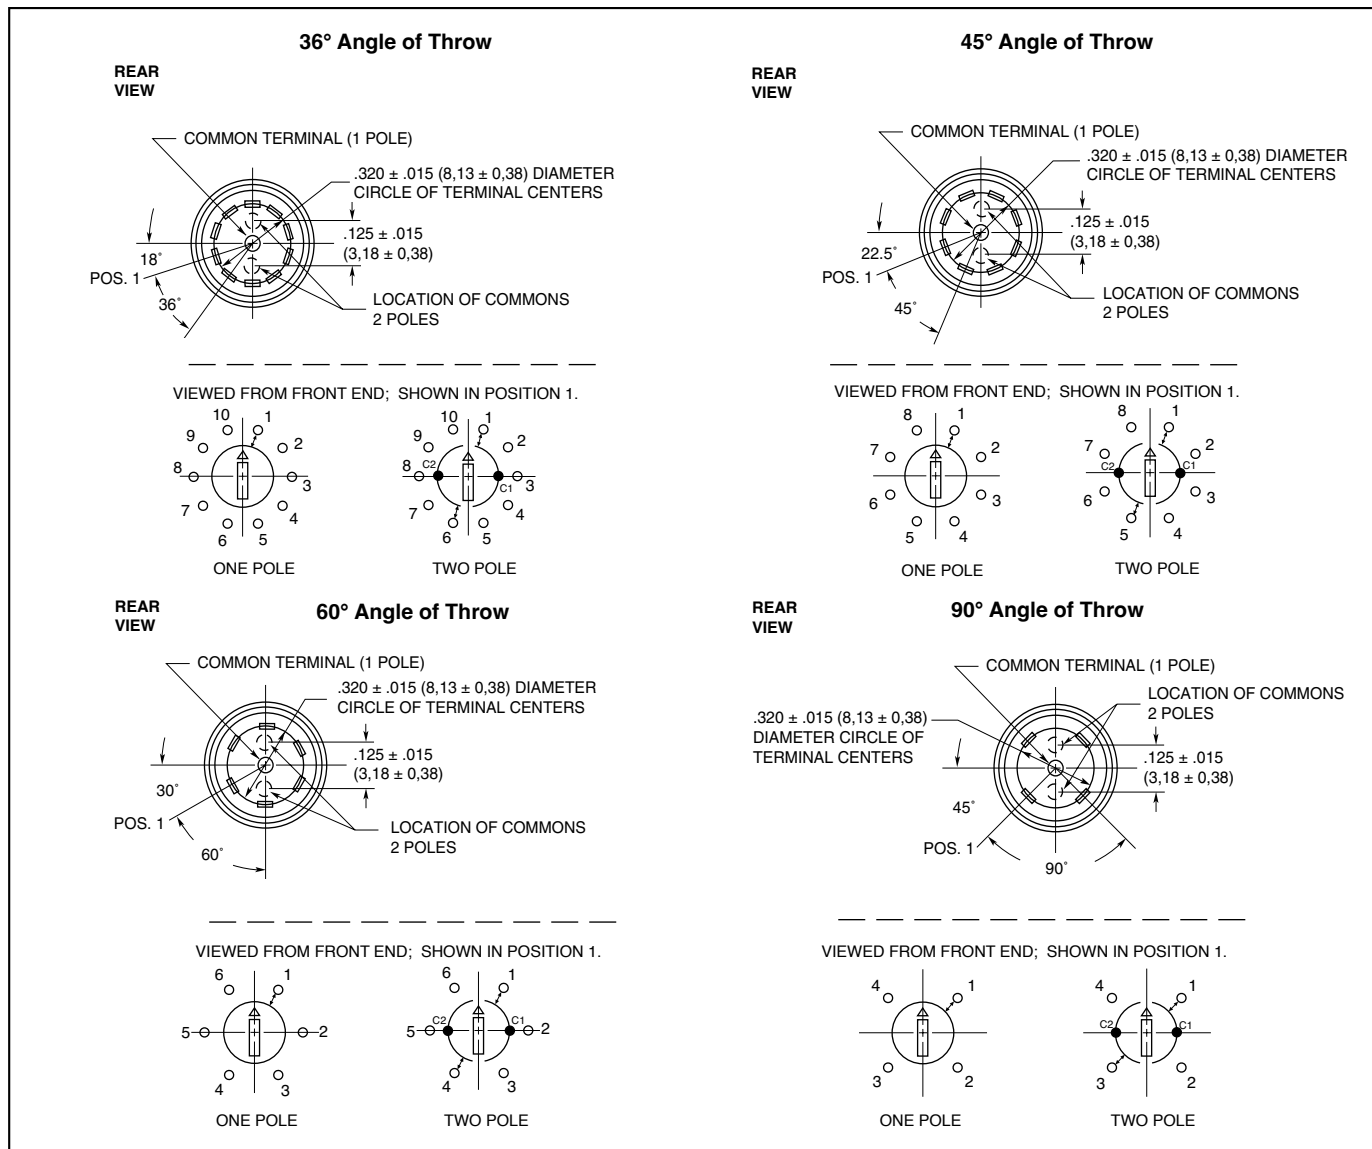 36° Angle of Throw
REAR
VIEW
COMMON TERMINAL (1 POLE)
.320 ± .015 (8,13 ± 0,38) DIAMETER
CIRCLE OF TERMINAL CENTERS
.125 ± .015
(3,18 ± 0,38)
18°
POS. 1
36°
LOCATION OF COMMONS
2 POLES
VIEWED FROM FRONT END; SHOWN IN POSITION 1.
10 1
9 2
8 3
7 4
6 5
ONE POLE
10 1
9 2
8 C2 C1 3
7 4
6 5
TWO POLE
45° Angle of Throw
REAR
VIEW
COMMON TERMINAL (1 POLE)
.320 ± .015 (8,13 ± 0,38) DIAMETER
CIRCLE OF TERMINAL CENTERS
.125 ± .015
(3,18 ± 0,38)
22.5°
POS. 1
45°
LOCATION OF COMMONS
2 POLES
VIEWED FROM FRONT END; SHOWN IN POSITION 1.
8 1
7 2
6 3
5 4
ONE POLE
8 1
7 2
C2 C1
6 3
5 4
TWO POLE
60° Angle of Throw
REAR
VIEW
COMMON TERMINAL (1 POLE)
.320 ± .015 (8,13 ± 0,38) DIAMETER
CIRCLE OF TERMINAL CENTERS
.125 ± .015
(3,18 ± 0,38)
30°
POS. 1
60°
LOCATION OF COMMONS
2 POLES
VIEWED FROM FRONT END; SHOWN IN POSITION 1.
6 1
5 2
4 3
ONE POLE
6 1
5 C2 C1 2
4 3
TWO POLE
90° Angle of Throw
REAR
VIEW
COMMON TERMINAL (1 POLE)
LOCATION OF COMMONS
2 POLES
.320 ± .015 (8,13 ± 0,38)
DIAMETER CIRCLE OF
TERMINAL CENTERS
.125 ± .015
(3,18 ± 0,38)
45°
POS. 1
90°
VIEWED FROM FRONT END; SHOWN IN POSITION 1.
4 1
3 2
ONE POLE
4 1
C2 C1
3 2
TWO POLE